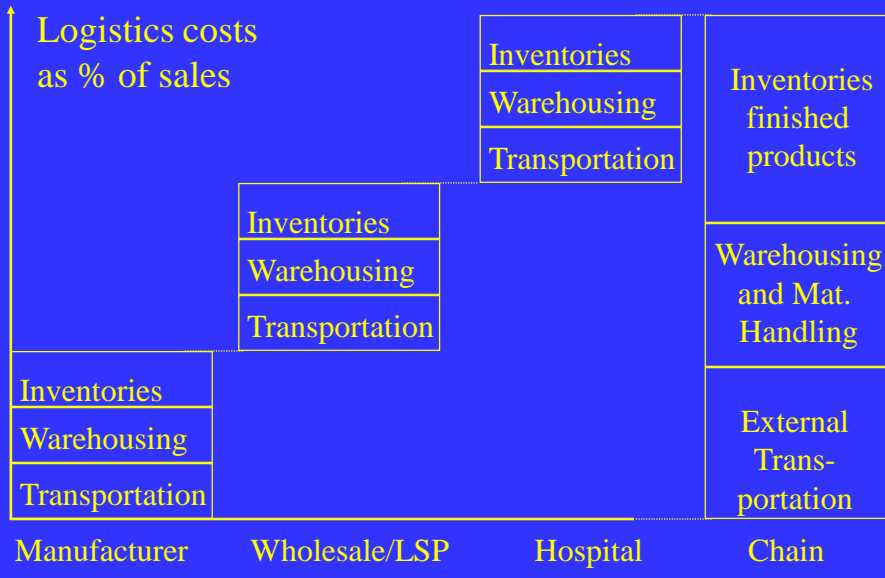 Logistics costs
as % of sales
Inventories
Warehousing
Transportation
Inventories
Warehousing
Transportation
Inventories
Warehousing
Transportation
Inventories
finished
products
Warehousing
and Mat.
Handling
External
Trans-
portation
Manufacturer
Wholesale/LSP
Hospital
Chain